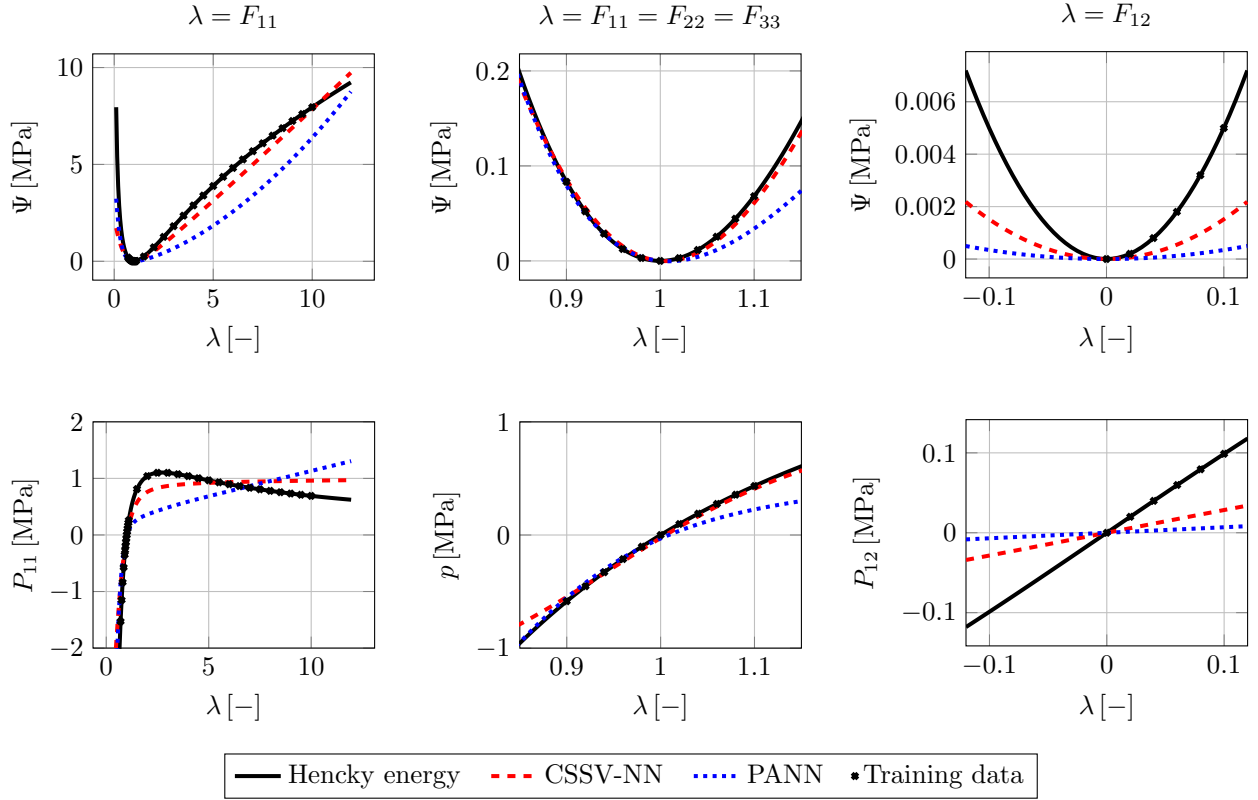 λ = F₁₁
λ = F₁₁ = F₂₂ = F₃₃
λ = F₁₂
Ψ [MPa]
10
5
0
0
5
10
λ [−]
Ψ [MPa]
0.2
0.1
0
0.9
1
1.1
λ [−]
Ψ [MPa]
0.006
0.004
0.002
0
−0.1
0
0.1
λ [−]
P₁₁ [MPa]
2
1
0
−1
−2
0
5
10
λ [−]
p [MPa]
1
0
−1
0.9
1
1.1
λ [−]
P₁₂ [MPa]
0.1
0
−0.1
−0.1
0
0.1
λ [−]
Hencky energy CSSV-NN PANN Training data